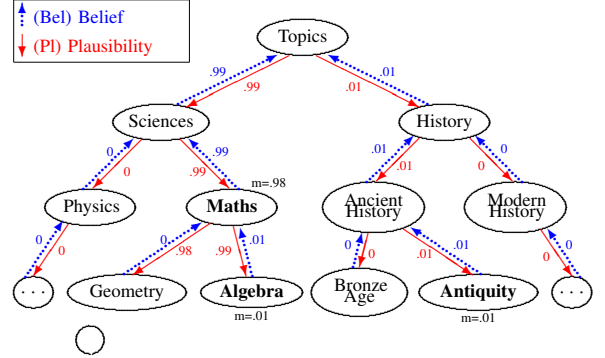 (Bel) Belief
(Pl) Plausibility
Topics
.99
.99
.01
.01
Sciences
History
0
0
.99
.99
m=.98
.01
.01
0
0
Physics
Maths
Ancient
History
Modern
History
0
0
0
.98
.99
.01
0
0
.01
.01
0
0
...
Geometry
Algebra
Bronze
Age
Antiquity
...
m=.01
m=.01